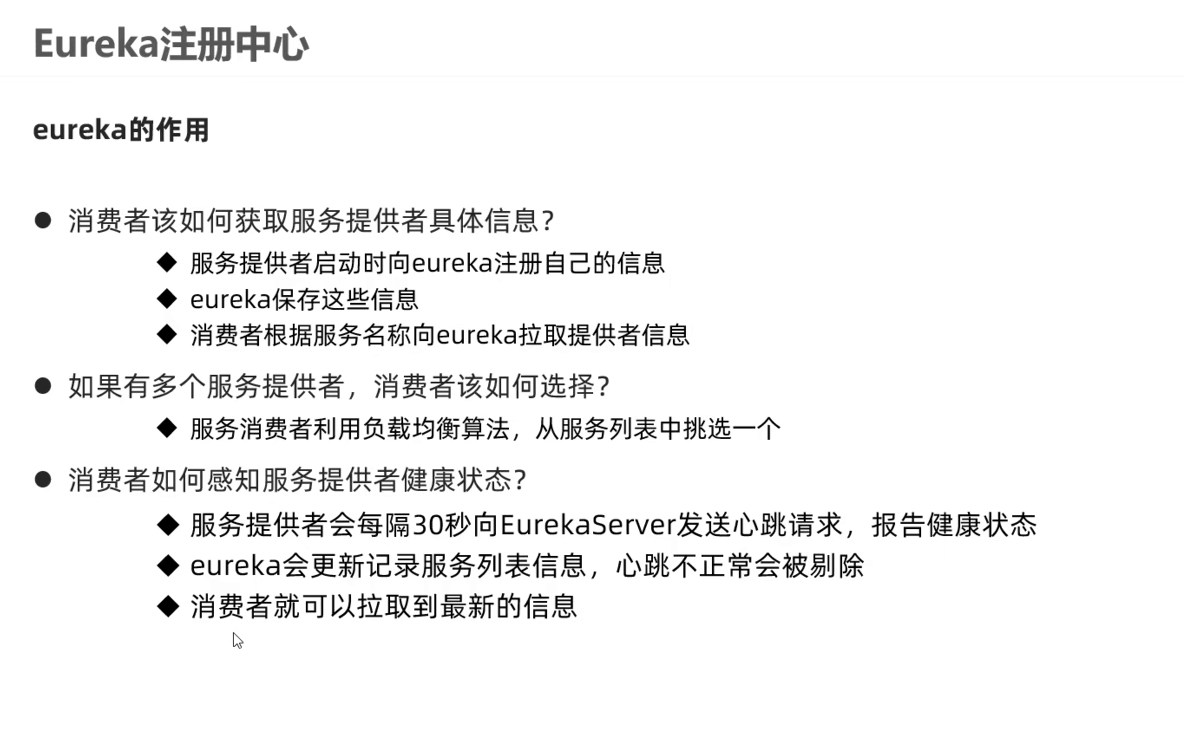 Eureka注册中心
eureka的作用
● 消费者该如何获取服务提供者具体信息？
◆ 服务提供者启动时向eureka注册自己的信息
◆ eureka保存这些信息
◆ 消费者根据服务名称向eureka拉取提供者信息
● 如果有多个服务提供者，消费者该如何选择？
◆ 服务消费者利用负载均衡算法，从服务列表中挑选一个
● 消费者如何感知服务提供者健康状态？
◆ 服务提供者会每隔30秒向EurekaServer发送心跳请求，报告健康状态
◆ eureka会更新记录服务列表信息，心跳不正常会被剔除
◆ 消费者就可以拉取到最新的信息